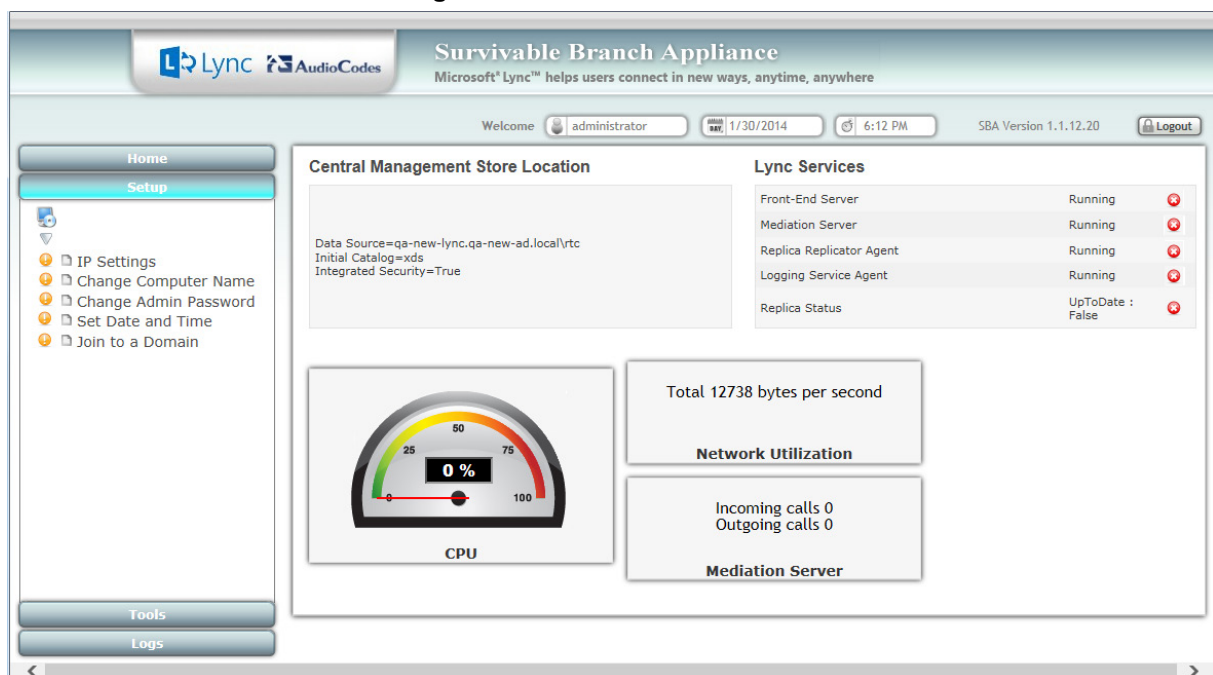 Lync AudioCodes
Survivable Branch Appliance
Microsoft® Lync™ helps users connect in new ways, anytime, anywhere
Welcome administrator 1/30/2014 6:12 PM SBA Version 1.1.12.20 Logout
Home
Setup
IP Settings
Change Computer Name
Change Admin Password
Set Date and Time
Join to a Domain
Tools
Logs
Central Management Store Location
Data Source=qa-new-lync.qa-new-ad.local\rtc
Initial Catalog=xds
Integrated Security=True
Lync Services
Front-End Server Running
Mediation Server Running
Replica Replicator Agent Running
Logging Service Agent Running
Replica Status UpToDate :
False
0
25
50
75
100
0 %
CPU
Total 12738 bytes per second
Network Utilization
Incoming calls 0
Outgoing calls 0
Mediation Server